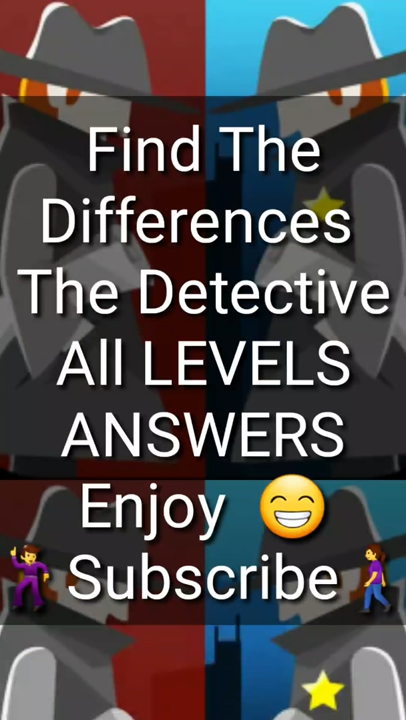 Find The
Differences
The Detective
All LEVELS
ANSWERS
Enjoy 😁
🕺 Subscribe 🚶‍♀️